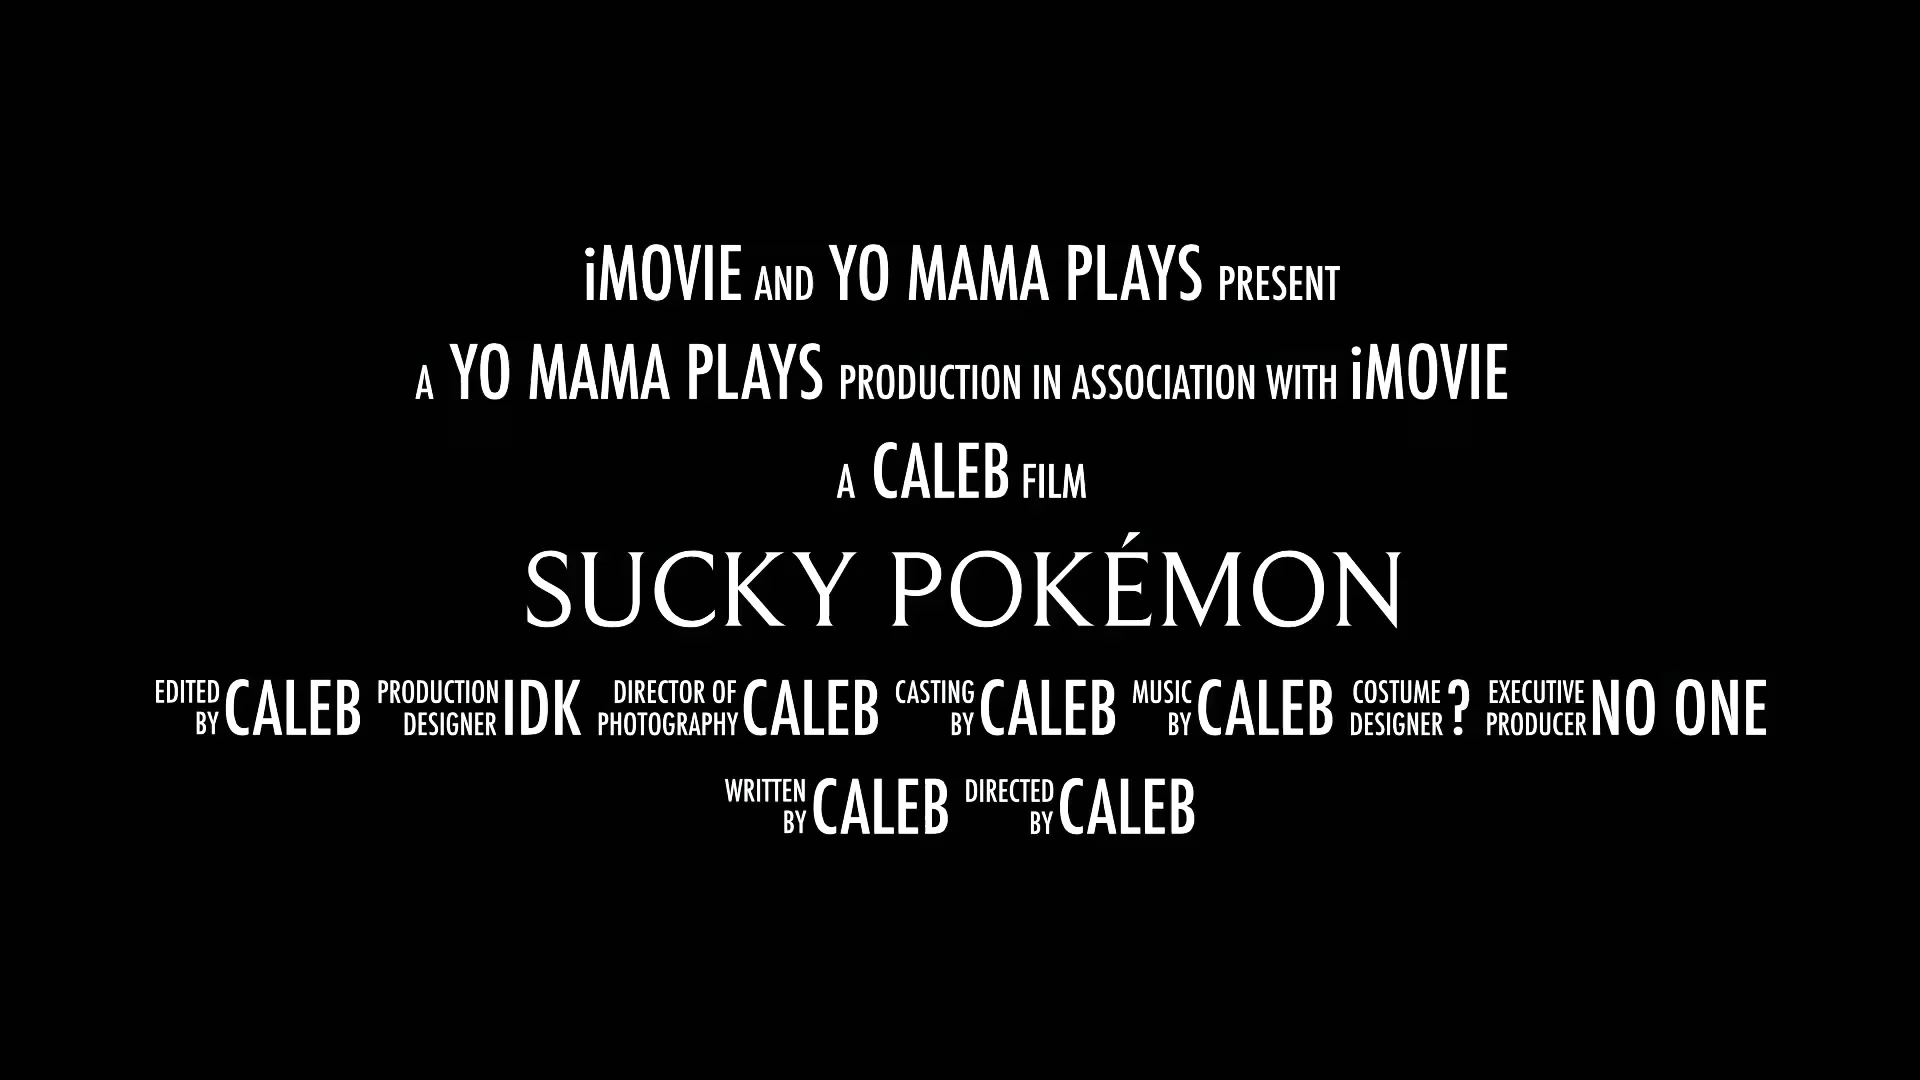 iMOVIE AND YO MAMA PLAYS PRESENT
A YO MAMA PLAYS PRODUCTION IN ASSOCIATION WITH iMOVIE
A CALEB FILM
SUCKY POKÉMON
EDITED BY CALEB PRODUCTION DESIGNER IDK DIRECTOR OF PHOTOGRAPHY CALEB CASTING BY CALEB MUSIC BY CALEB COSTUME DESIGNER ? EXECUTIVE PRODUCER NO ONE
WRITTEN BY CALEB DIRECTED BY CALEB